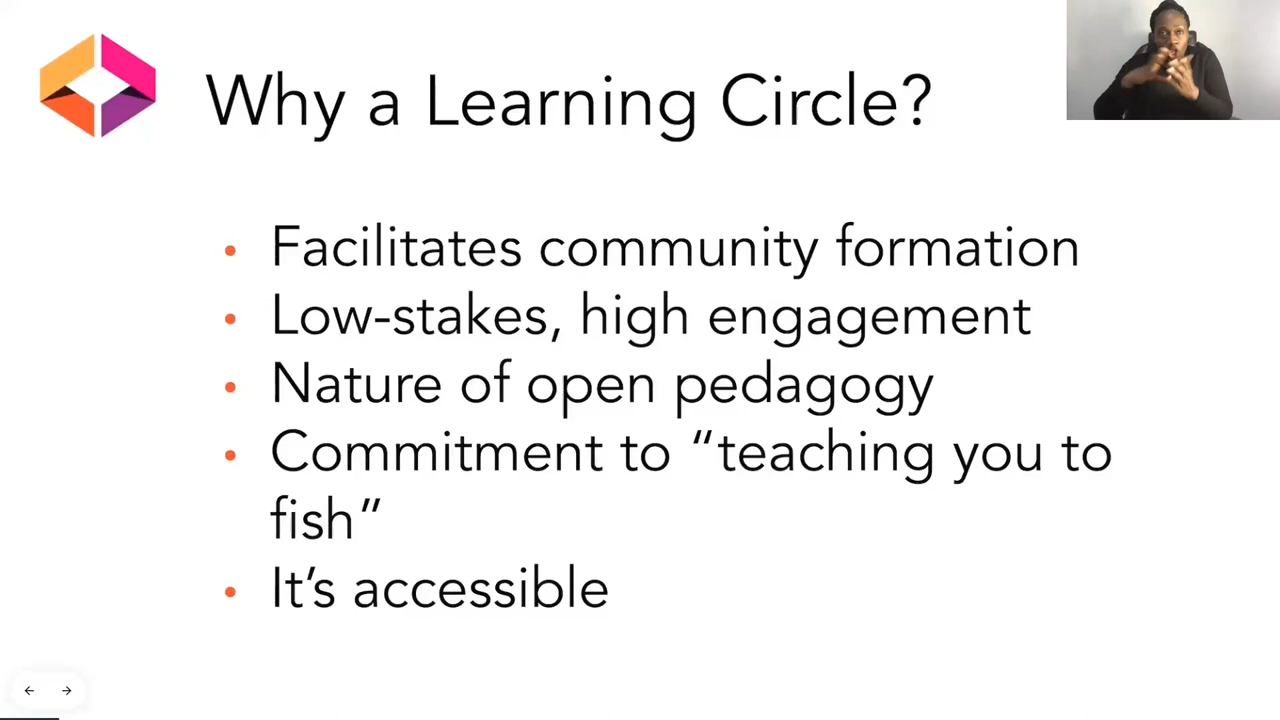 Why a Learning Circle?
• Facilitates community formation
• Low-stakes, high engagement
• Nature of open pedagogy
• Commitment to “teaching you to
fish”
• It’s accessible